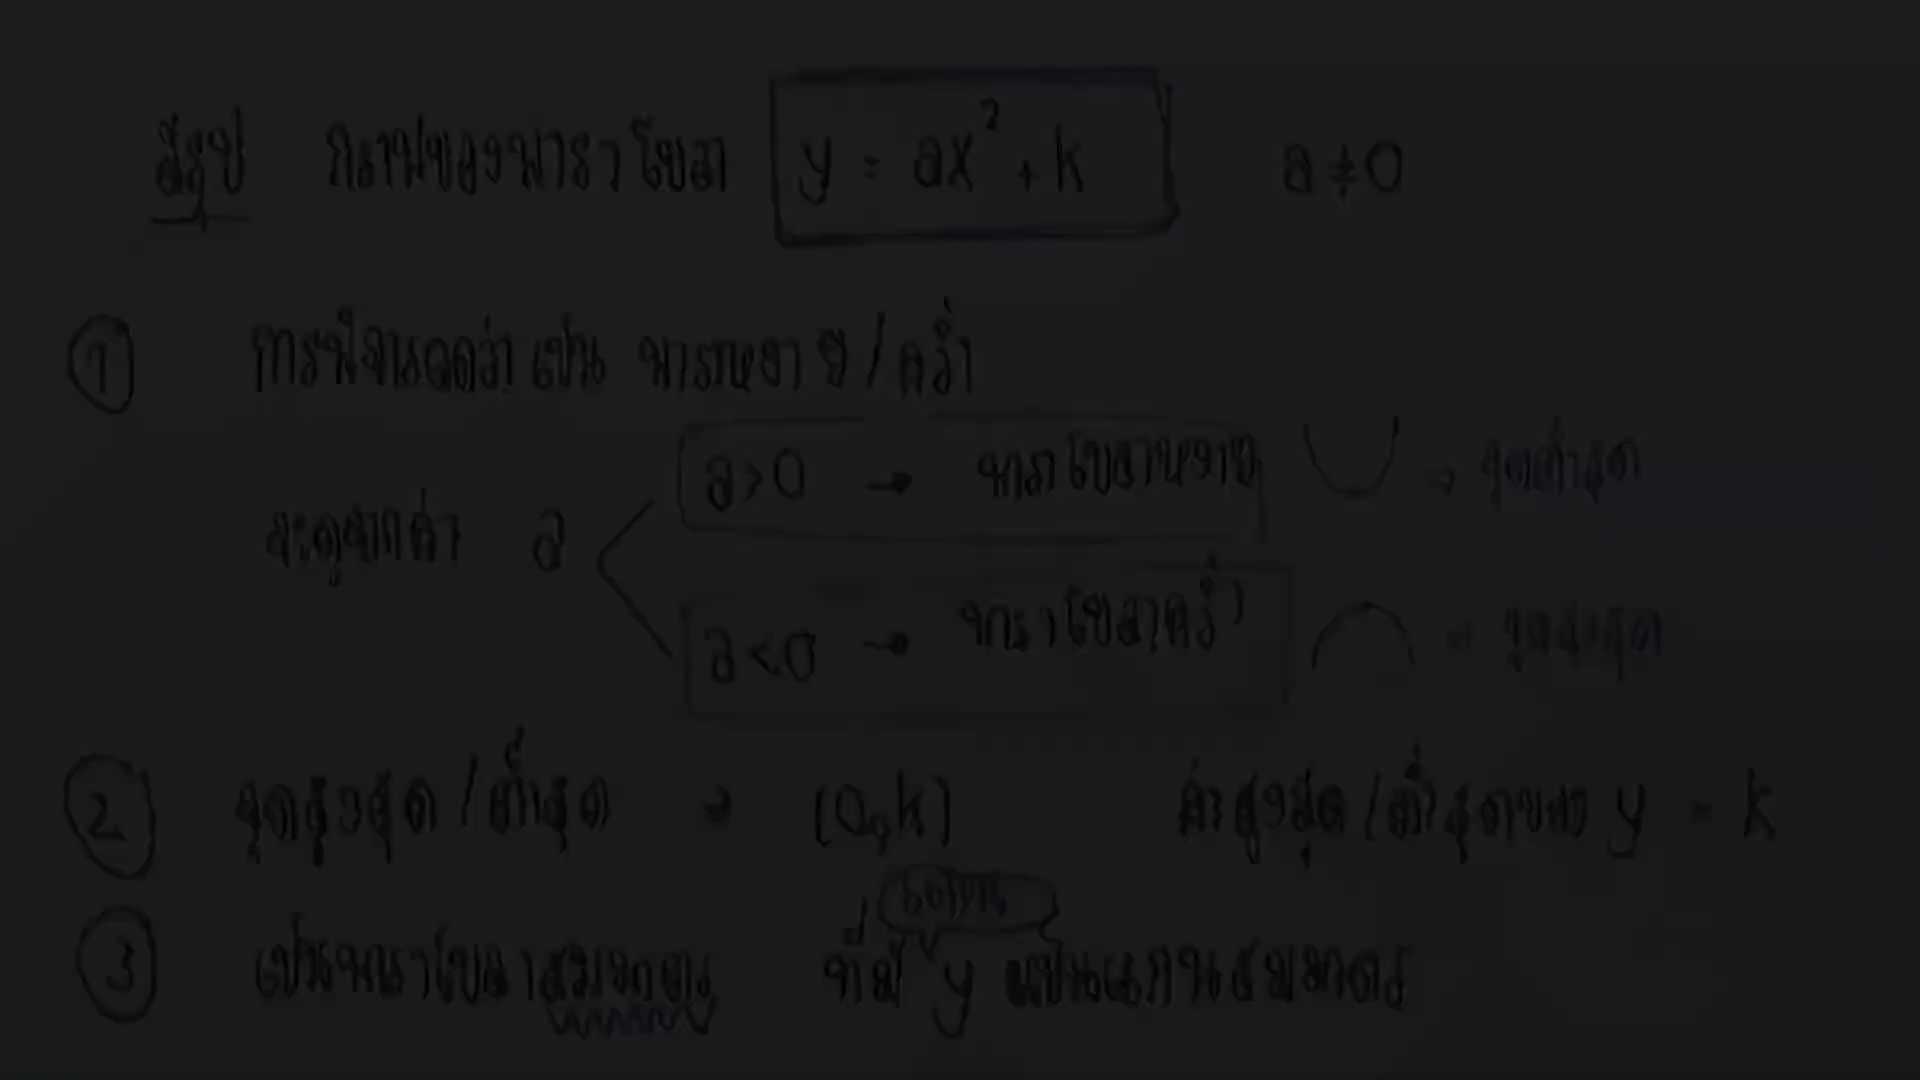 สรุป กราฟของพาราโบลา y = ax² + k a ≠ 0
① การพิจารณาว่า เป็น พาราหงาย / คว่ำ
a > 0 → พาราโบลาหงาย → จุดต่ำสุด
จะดูจากค่า a
a < 0 → พาราโบลาคว่ำ → จุดสูงสุด
② จุดสูงสุด / ต่ำสุด → (0, k) ค่าสูงสุด / ต่ำสุดของ y = k
③ เป็นพาราโบลาสมมาตร ที่มี y เป็นแกนสมมาตร